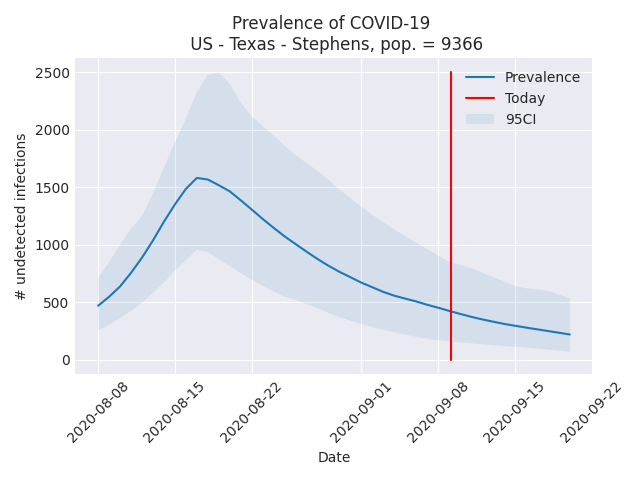 Prevalence of COVID-19
US - Texas - Stephens, pop. = 9366
2500
2000
1500
1000
500
0
# undetected infections
Prevalence
Today
95CI
2020-08-08
2020-08-15
2020-08-22
2020-09-01
2020-09-08
2020-09-15
2020-09-22
Date